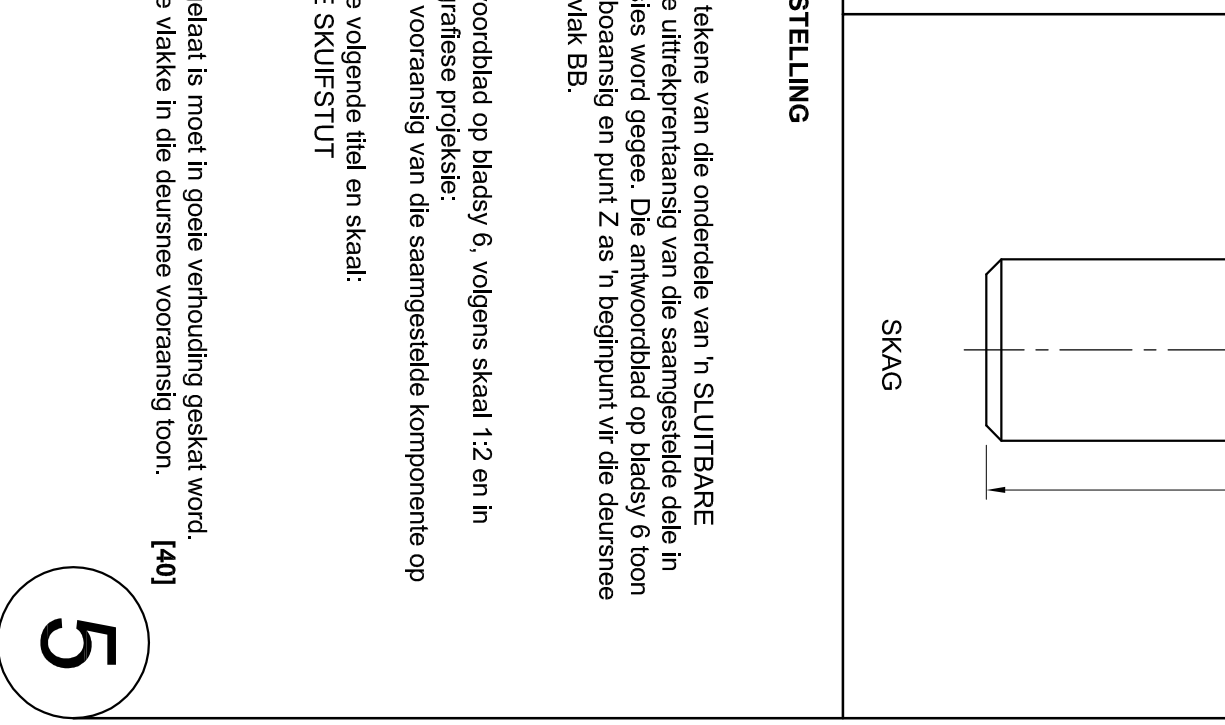 SKAG
STELLING
tekene van die onderdele van 'n SLUITBARE
uittrekprentaansig van die saamgestelde dele in
word gegee. Die antwoordblad op bladsy 6 toon
boaansig en punt Z as 'n beginpunt vir die deursnee
vlak BB.
oordblad op bladsy 6, volgens skaal 1:2 en in
grafiese projeksie:
vooraansig van die saamgestelde komponente op
e volgende titel en skaal:
E SKUIFSTUT
gelaat is moet in goeie verhouding geskat word.
e vlakke in die deursnee vooraansig toon.
[40]
5